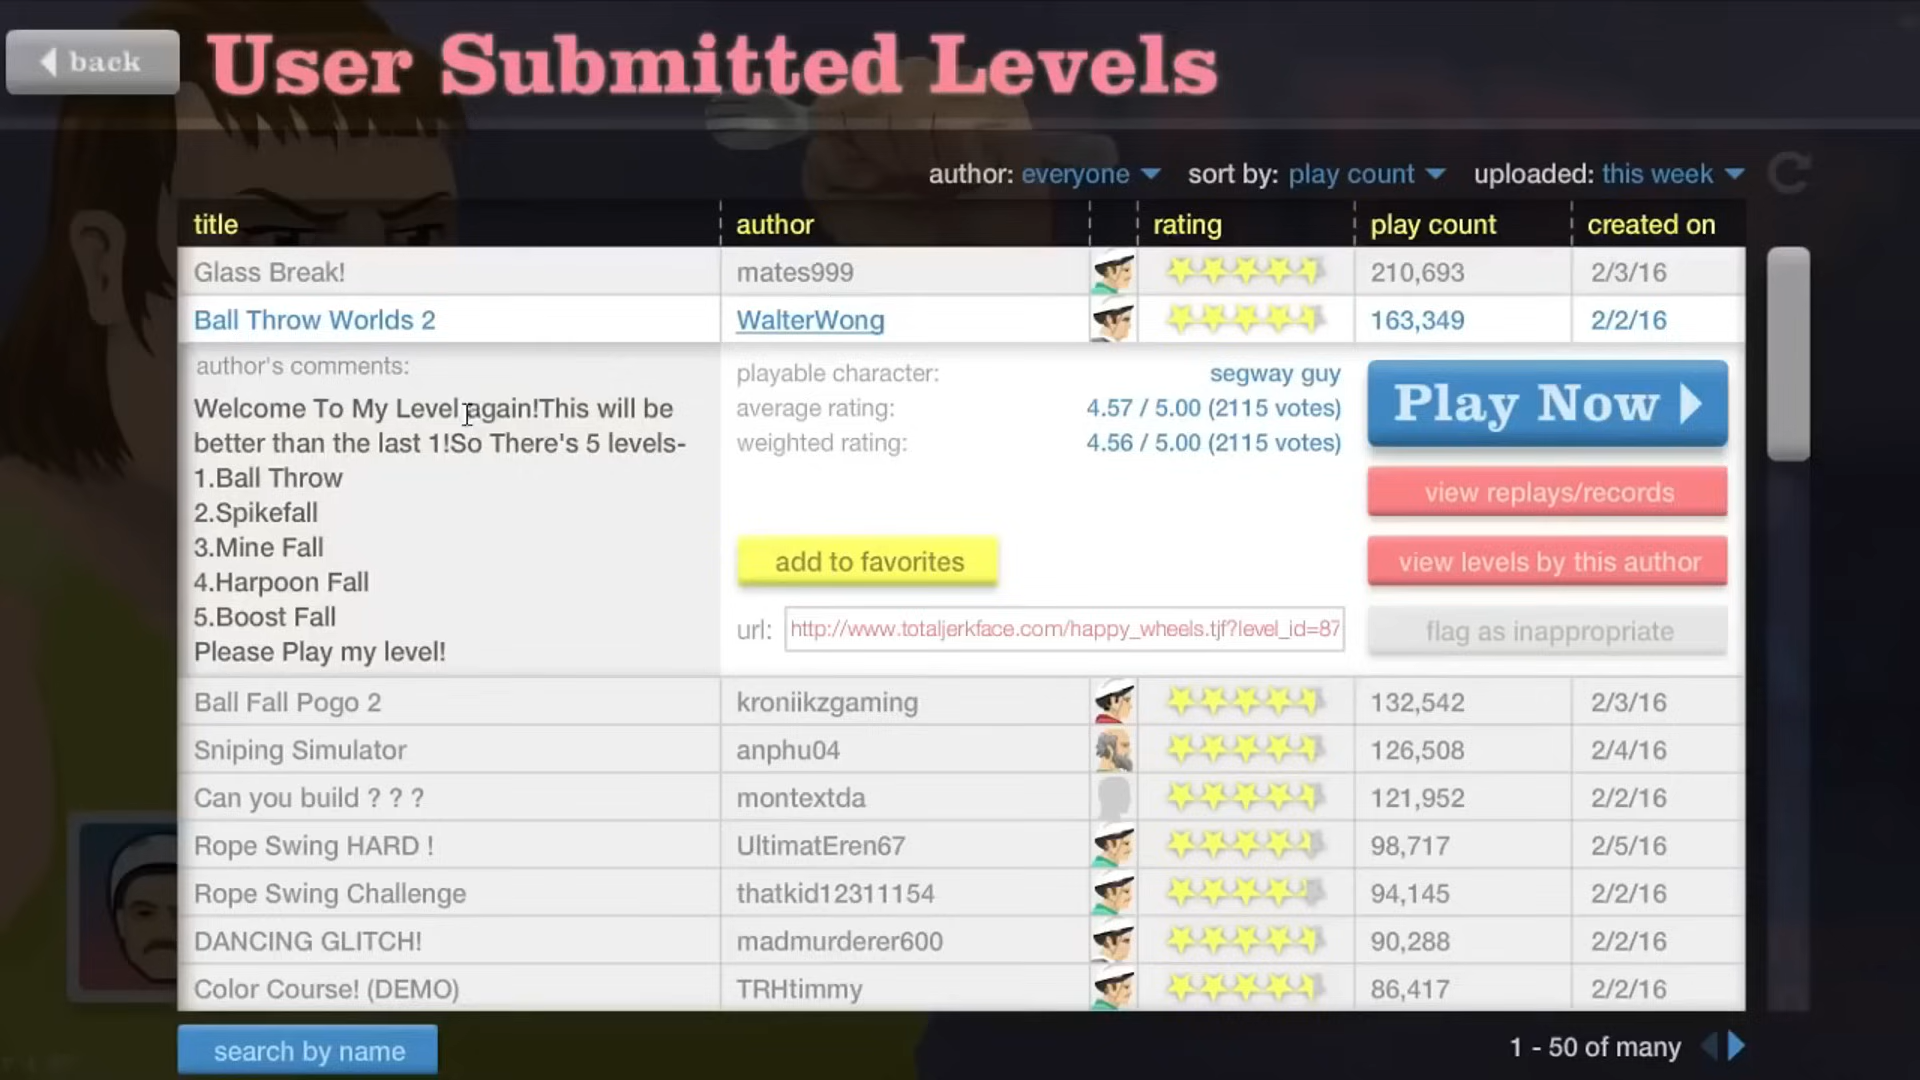 back
User Submitted Levels
author: everyone sort by: play count uploaded: this week
title author rating play count created on
Glass Break! mates999 210,693 2/3/16
Ball Throw Worlds 2 WalterWong 163,349 2/2/16
author's comments:
Welcome To My Level again!This will be
better than the last 1!So There's 5 levels-
1.Ball Throw
2.Spikefall
3.Mine Fall
4.Harpoon Fall
5.Boost Fall
Please Play my level!
playable character: segway guy
average rating: 4.57 / 5.00 (2115 votes)
weighted rating: 4.56 / 5.00 (2115 votes)
add to favorites
url: http://www.totaljerkface.com/happy_wheels.tjf?level_id=87
Play Now
view replays/records
view levels by this author
flag as inappropriate
Ball Fall Pogo 2 kroniikzgaming 132,542 2/3/16
Sniping Simulator anphu04 126,508 2/4/16
Can you build ? ? ? montextda 121,952 2/2/16
Rope Swing HARD ! UltimatEren67 98,717 2/5/16
Rope Swing Challenge thatkid12311154 94,145 2/2/16
DANCING GLITCH! madmurderer600 90,288 2/2/16
Color Course! (DEMO) TRHtimmy 86,417 2/2/16
search by name 1 - 50 of many